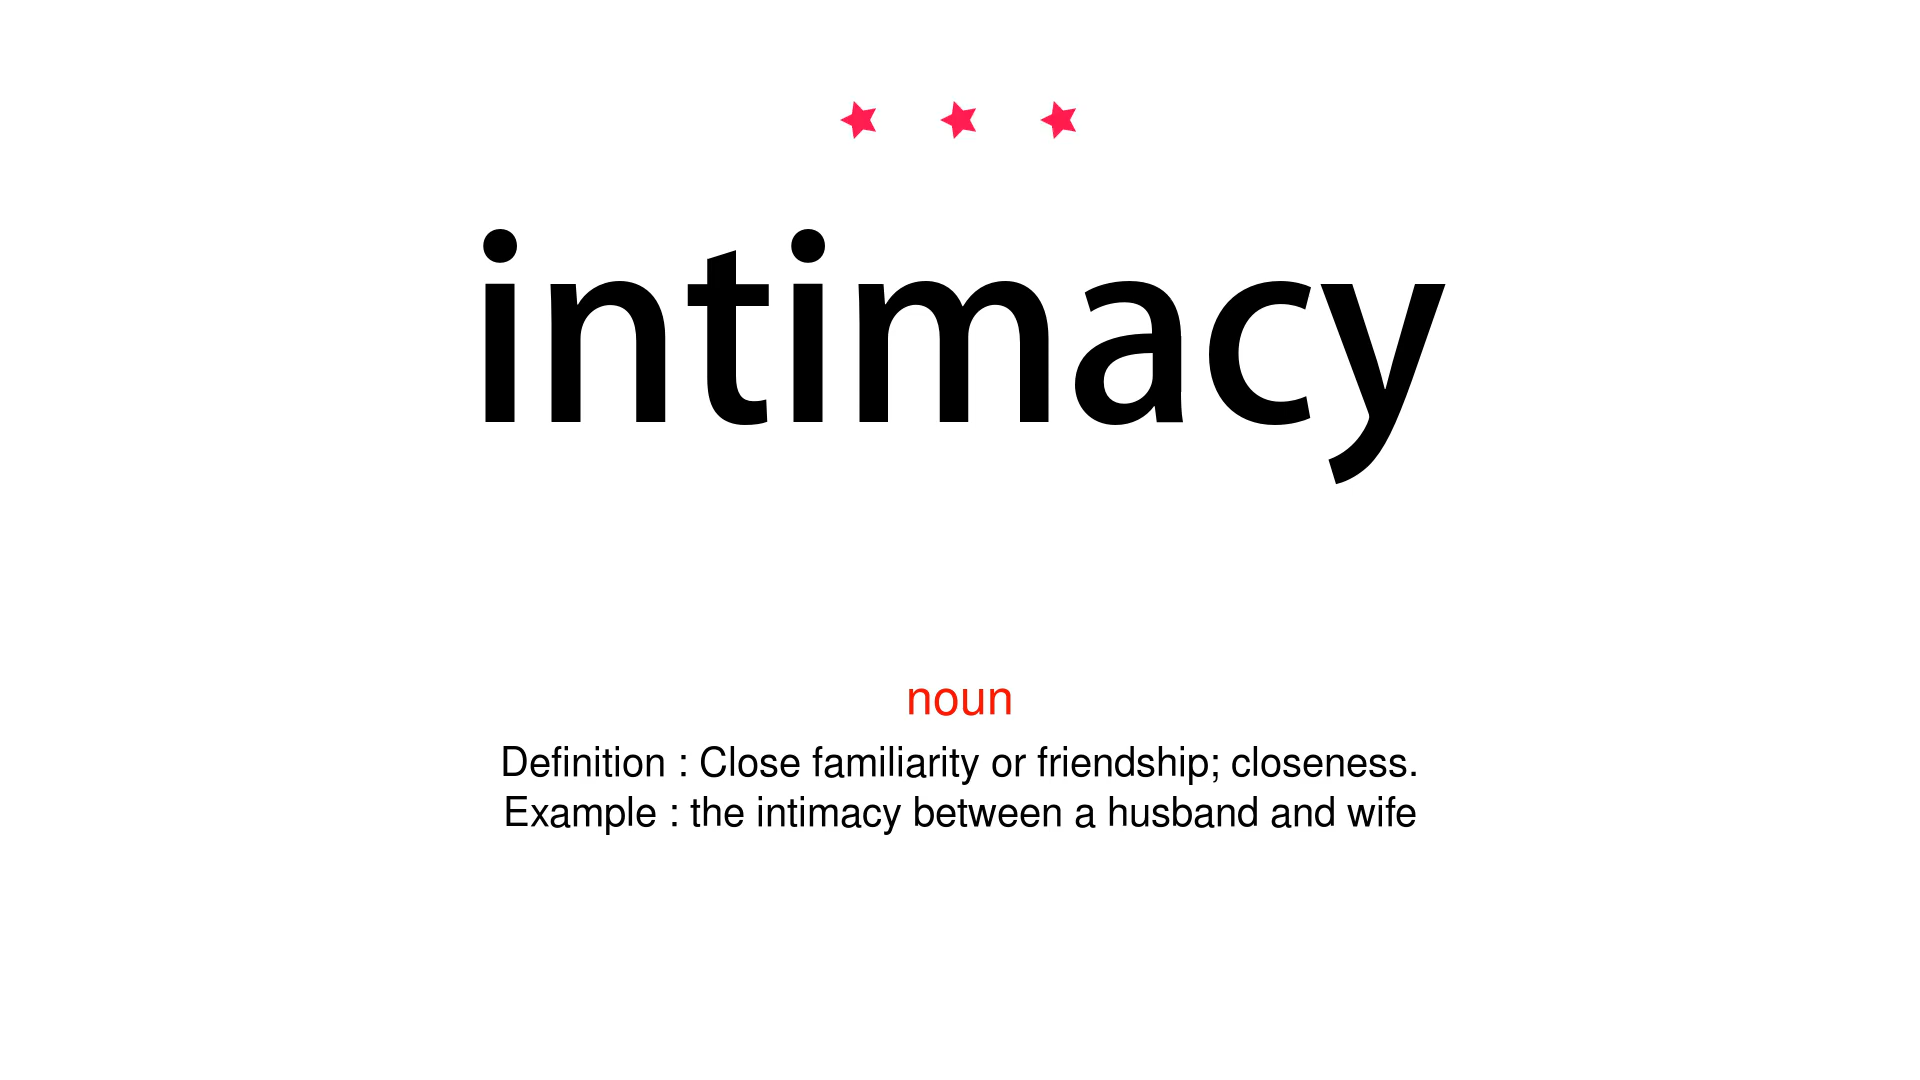 intimacy
noun
Definition : Close familiarity or friendship; closeness.
Example : the intimacy between a husband and wife